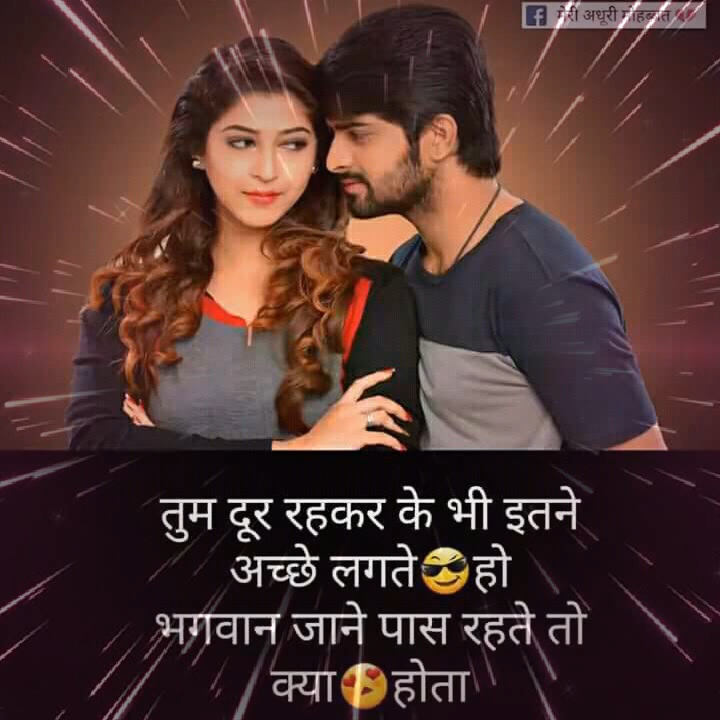 मेरी अधूरी मोहब्बत
तुम दूर रहकर के भी इतने
अच्छे लगते😎हो
भगवान जाने पास रहते तो
क्या😍होता